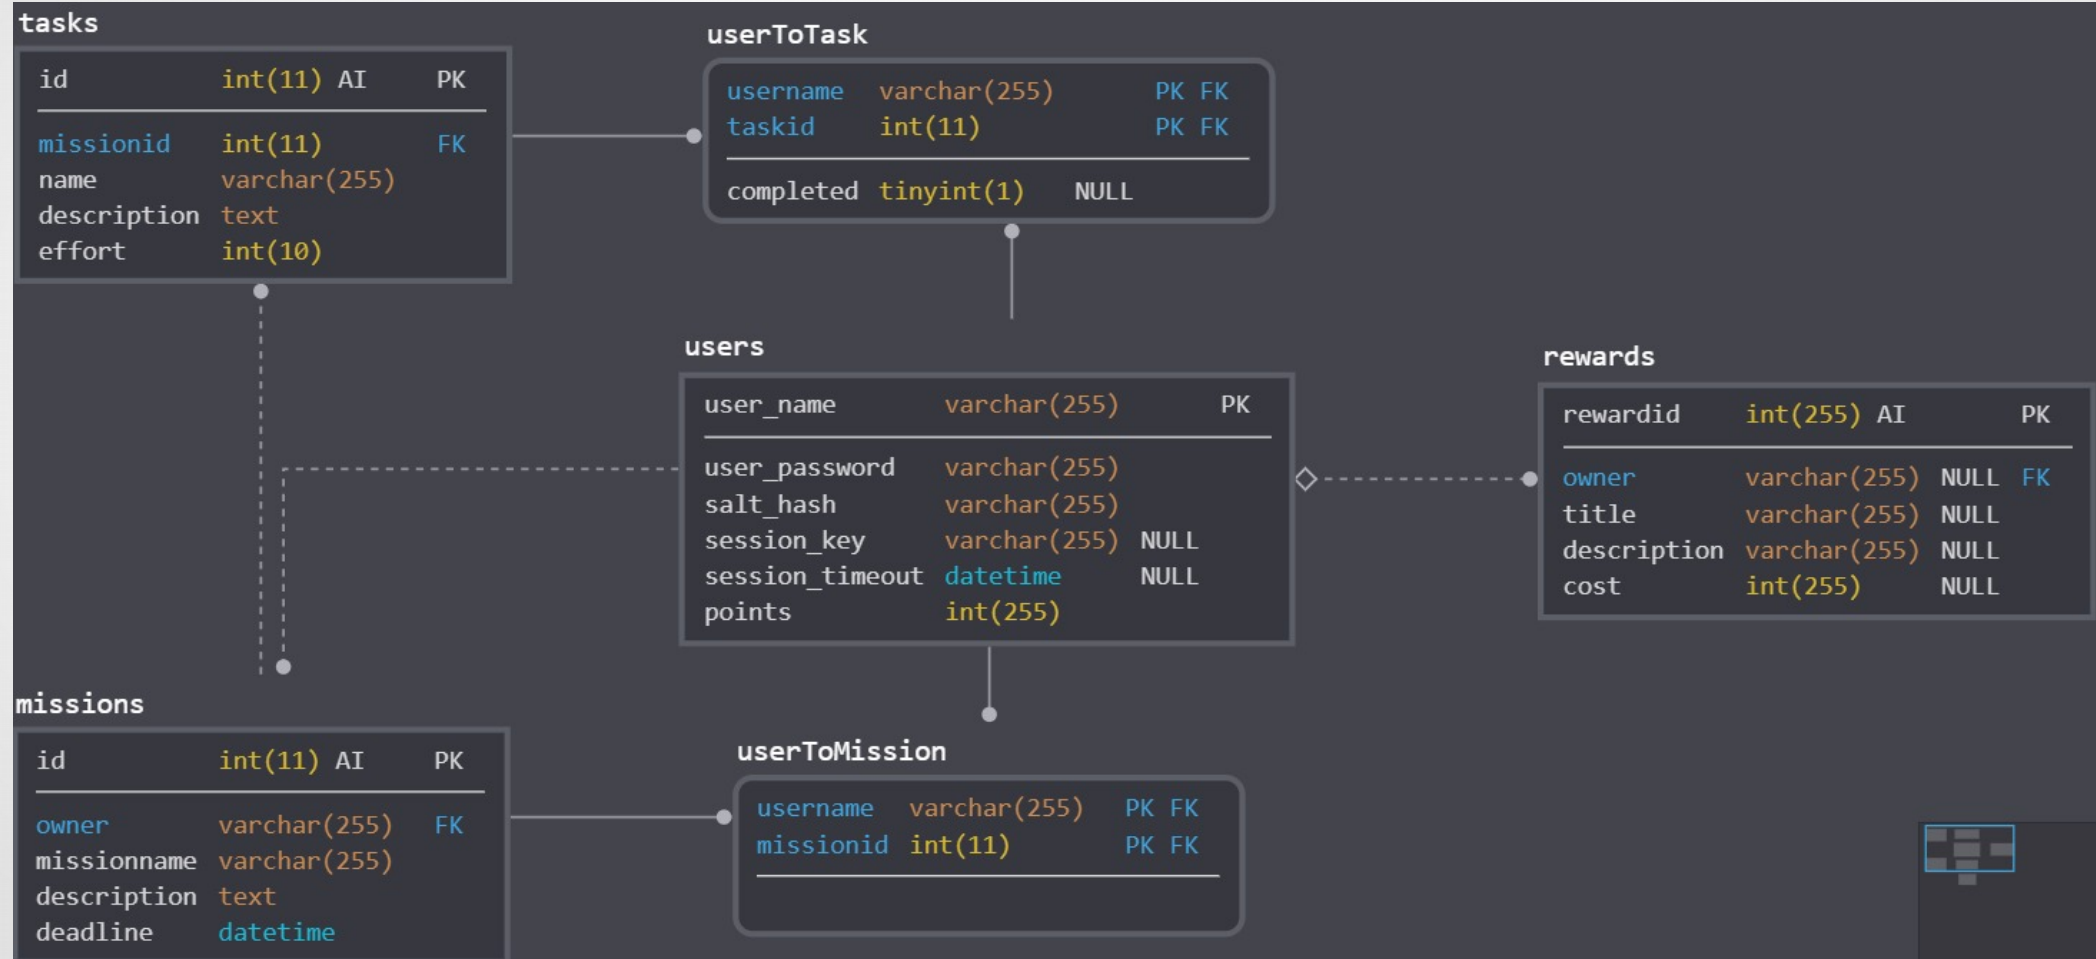 tasks
id int(11) AI PK
missionid int(11) FK
name varchar(255)
description text
effort int(10)
userToTask
username varchar(255) PK FK
taskid int(11) PK FK
completed tinyint(1) NULL
users
user_name varchar(255) PK
user_password varchar(255)
salt_hash varchar(255)
session_key varchar(255) NULL
session_timeout datetime NULL
points int(255)
rewards
rewardid int(255) AI PK
owner varchar(255) NULL FK
title varchar(255) NULL
description varchar(255) NULL
cost int(255) NULL
missions
id int(11) AI PK
owner varchar(255) FK
missionname varchar(255)
description text
deadline datetime
userToMission
username varchar(255) PK FK
missionid int(11) PK FK